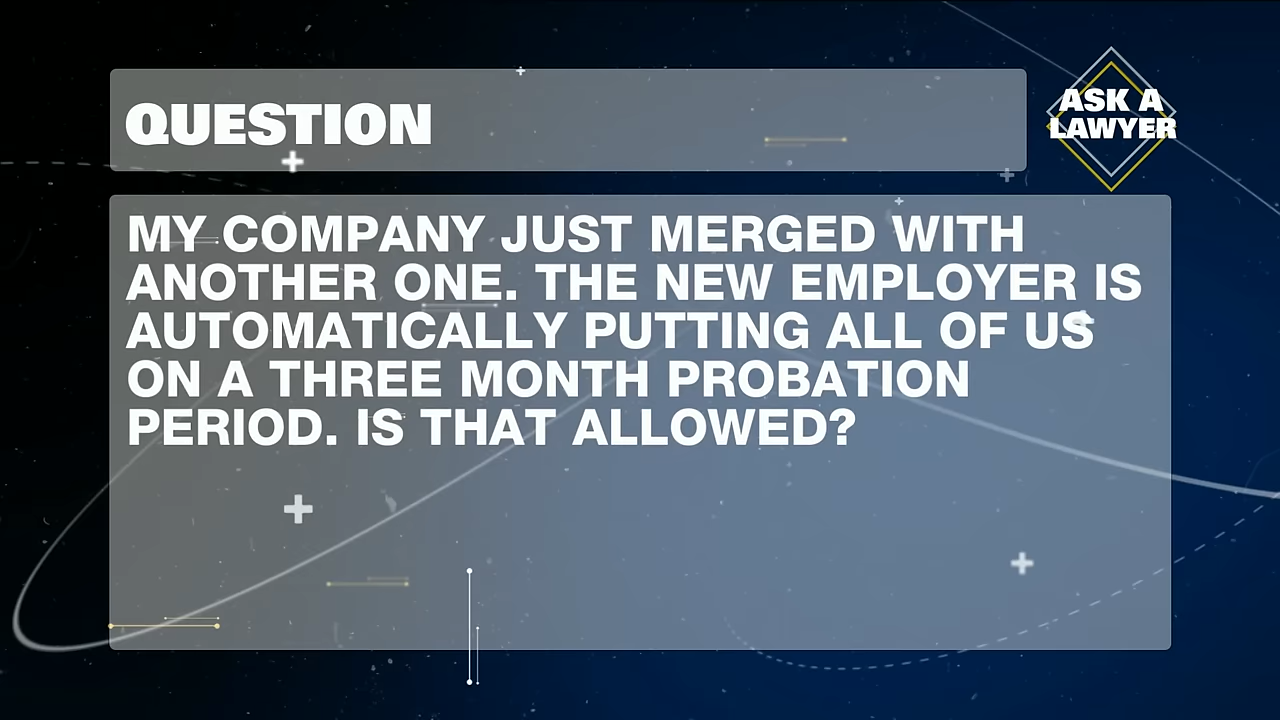 QUESTION
ASK A
LAWYER
MY COMPANY JUST MERGED WITH
ANOTHER ONE. THE NEW EMPLOYER IS
AUTOMATICALLY PUTTING ALL OF US
ON A THREE MONTH PROBATION
PERIOD. IS THAT ALLOWED?